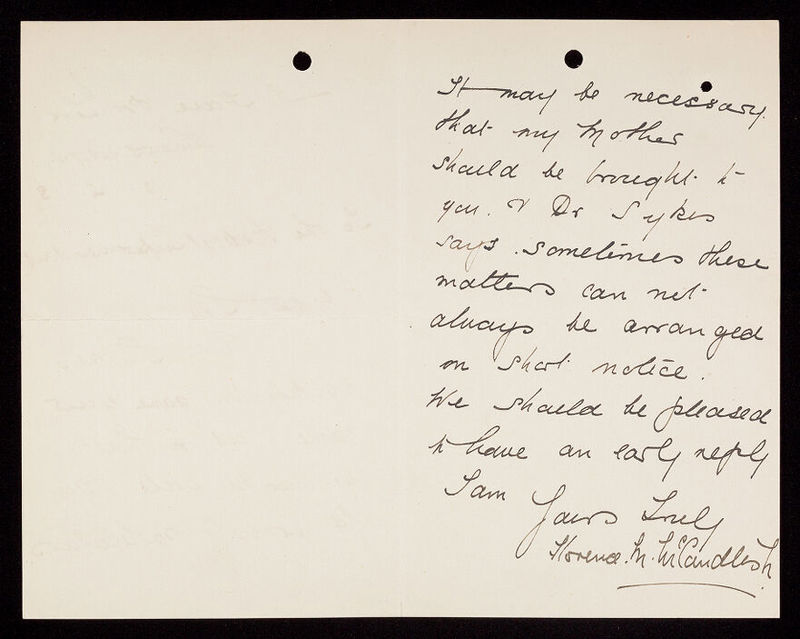 It may be necessary
that my Mother
should be brought to
you. & Dr Sykes
says. sometimes these
matters can not
always be arranged
on short notice.
We should be pleased
to have an early reply
I am
Yours Truly
Florence. M. McCandlish